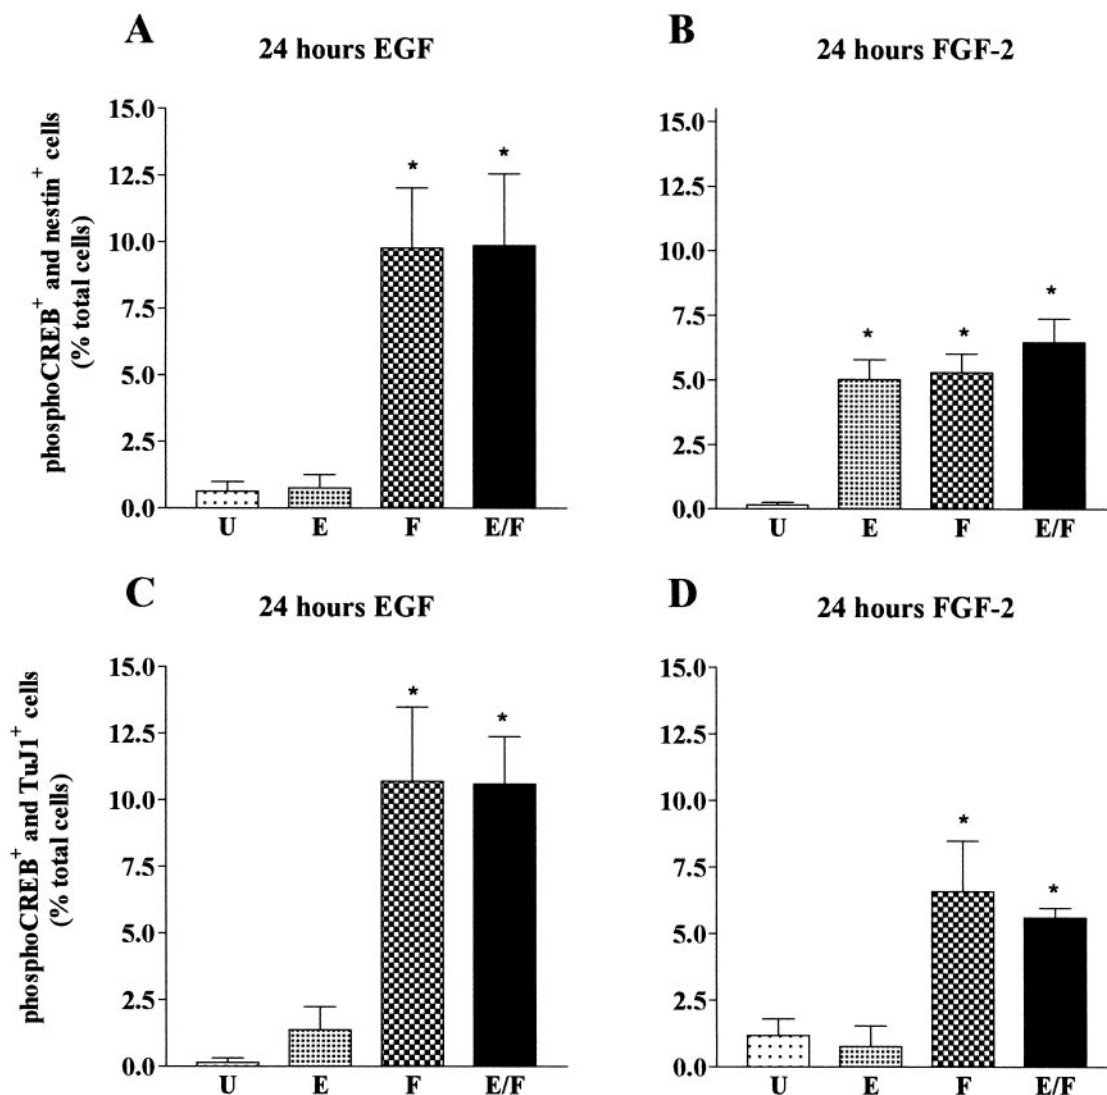 A
24 hours EGF
phosphoCREB+ and nestin+ cells
(% total cells)
15.0
12.5
10.0
7.5
5.0
2.5
0.0
*
*
U E F E/F
B
24 hours FGF-2
15.0
12.5
10.0
7.5
5.0
2.5
0.0
*
*
*
U E F E/F
C
24 hours EGF
phosphoCREB+ and TuJ1+ cells
(% total cells)
15.0
12.5
10.0
7.5
5.0
2.5
0.0
*
*
U E F E/F
D
24 hours FGF-2
15.0
12.5
10.0
7.5
5.0
2.5
0.0
*
*
U E F E/F